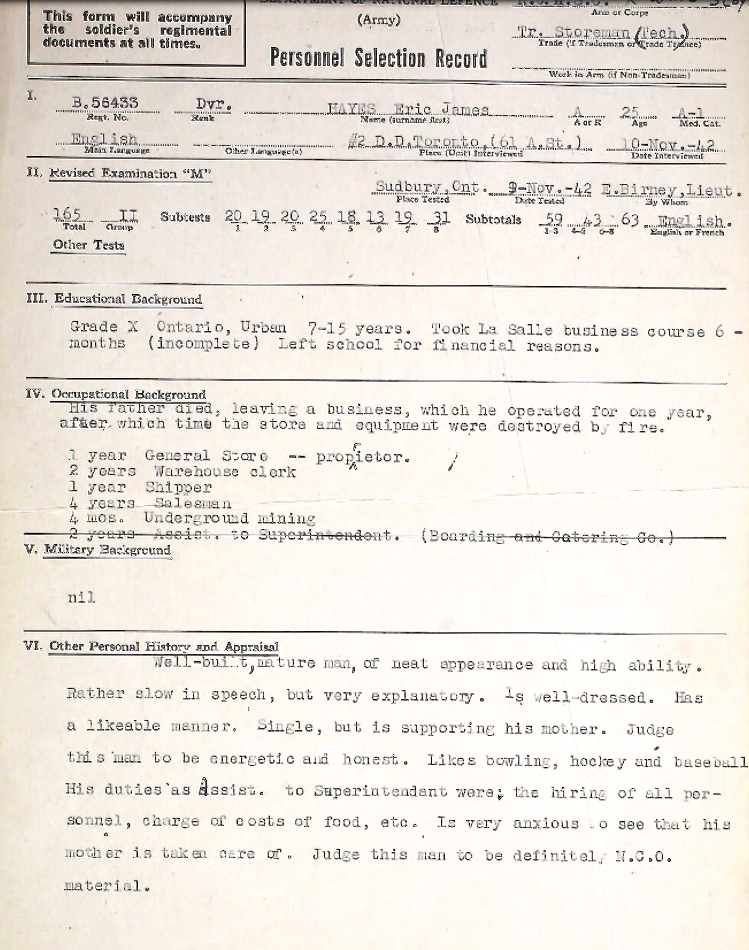 This form will accompany
the soldier's regimental
documents at all times.
DEPARTMENT OF NATIONAL DEFENCE
(Army)
Personnel Selection Record
Arm or Corps
Tr. Storeman (Tech.)
Trade (if Tradesman or Trade Trainee)
Work in Arm (if Non-Tradesman)
I.
B.56433 Dvr. HAYES Eric James A 25 A-1
Regt. No. Rank Name (surname first) A or R Age Med. Cat.
English #2 D.D.Toronto,(61 A.St.) 10-Nov.-42
Main Language Other Language(s) Place (Unit) Interviewed Date Interviewed
II. Revised Examination "M"
Sudbury,Ont. 9-Nov.-42 E.Birney,Lieut.
Place Tested Date Tested By Whom
165 II Subtests 20 19 20 25 18 13 19 31 Subtotals 59 43 63 English.
Total Group 1 2 3 4 5 6 7 8 1-3 4-5 6-8 English or French
Other Tests
III. Educational Background
Grade X Ontario, Urban 7-15 years. Took La Salle business course 6 -
months (incomplete) Left school for financial reasons.
IV. Occupational Background
His father died, leaving a business, which he operated for one year,
after which time the store and equipment were destroyed by fire.
1 year General Store -- proprietor.
2 years Warehouse clerk
1 year Shipper
4 years Salesman
4 mos. Underground mining
2 years Assist. to Superintendent. (Boarding and Catering Co.)
V. Military Background
nil
VI. Other Personal History and Appraisal
Well-built, mature man, of neat appearance and high ability.
Rather slow in speech, but very explanatory. Is well-dressed. Has
a likeable manner. Single, but is supporting his mother. Judge
this man to be energetic and honest. Likes bowling, hockey and baseball
His duties as Assist. to Superintendant were; the hiring of all per-
sonnel, charge of costs of food, etc. Is very anxious to see that his
mother is taken care of. Judge this man to be definitely N.C.O.
material.